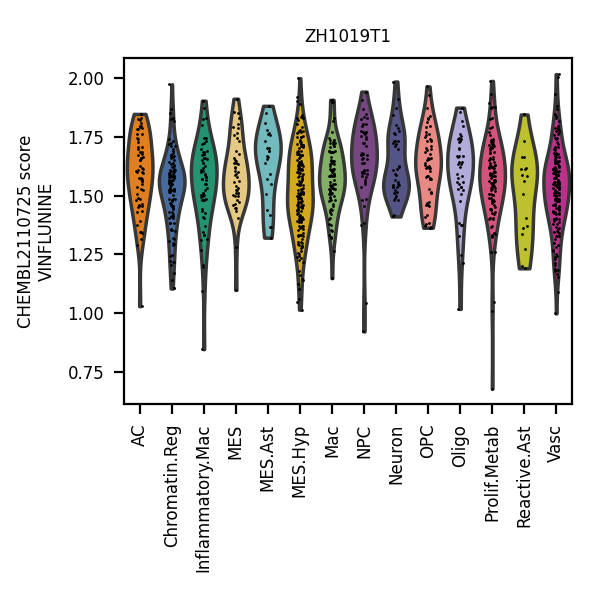 ZH1019T1
CHEMBL2110725 score
VINFLUNINE
2.00
1.75
1.50
1.25
1.00
0.75
AC
Chromatin.Reg
Inflammatory.Mac
MES
MES.Ast
MES.Hyp
Mac
NPC
Neuron
OPC
Oligo
Prolif.Metab
Reactive.Ast
Vasc